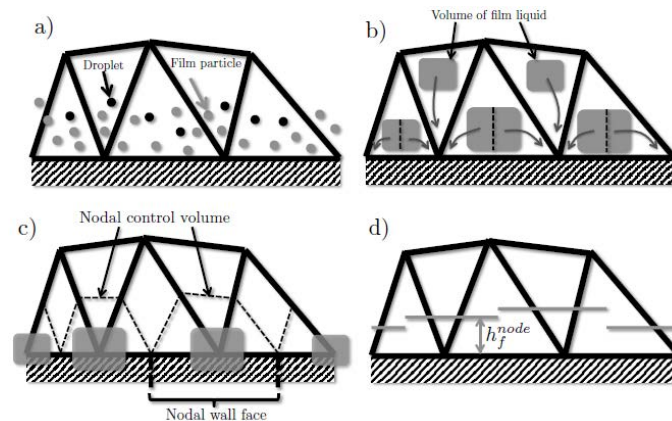 a)
Droplet
Film particle
b)
Volume of film liquid
c)
Nodal control volume
Nodal wall face
d)
h_f^{node}